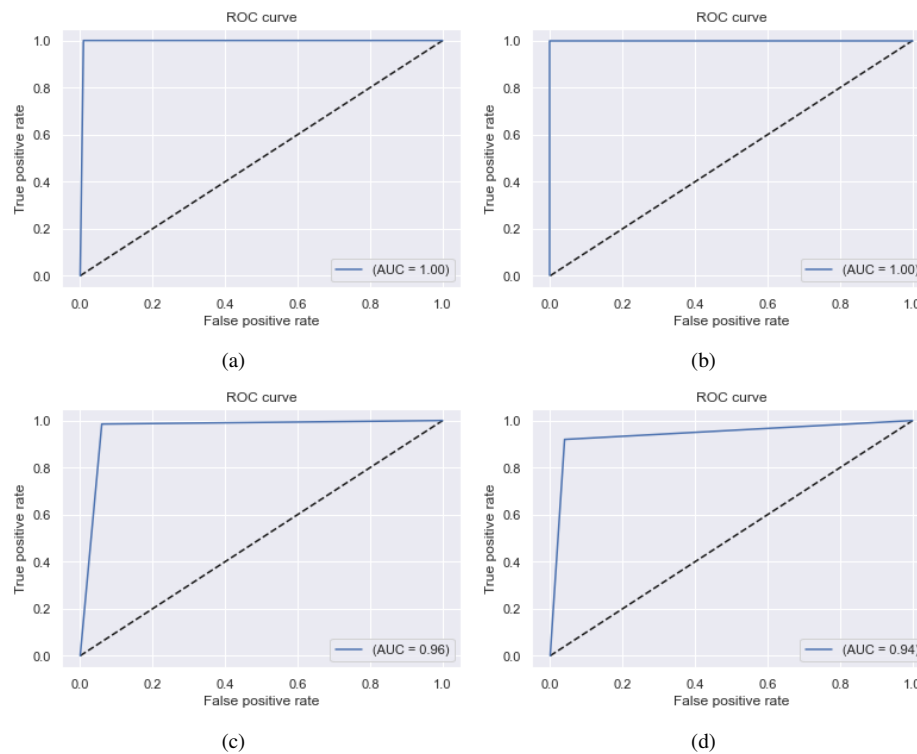 ROC curve
1.0
0.8
0.6
0.4
0.2
0.0
True positive rate
(AUC = 1.00)
0.0 0.2 0.4 0.6 0.8 1.0
False positive rate
(a)
ROC curve
1.0
0.8
0.6
0.4
0.2
0.0
True positive rate
(AUC = 1.00)
0.0 0.2 0.4 0.6 0.8 1.0
False positive rate
(b)
ROC curve
1.0
0.8
0.6
0.4
0.2
0.0
True positive rate
(AUC = 0.96)
0.0 0.2 0.4 0.6 0.8 1.0
False positive rate
(c)
ROC curve
1.0
0.8
0.6
0.4
0.2
0.0
True positive rate
(AUC = 0.94)
0.0 0.2 0.4 0.6 0.8 1.0
False positive rate
(d)